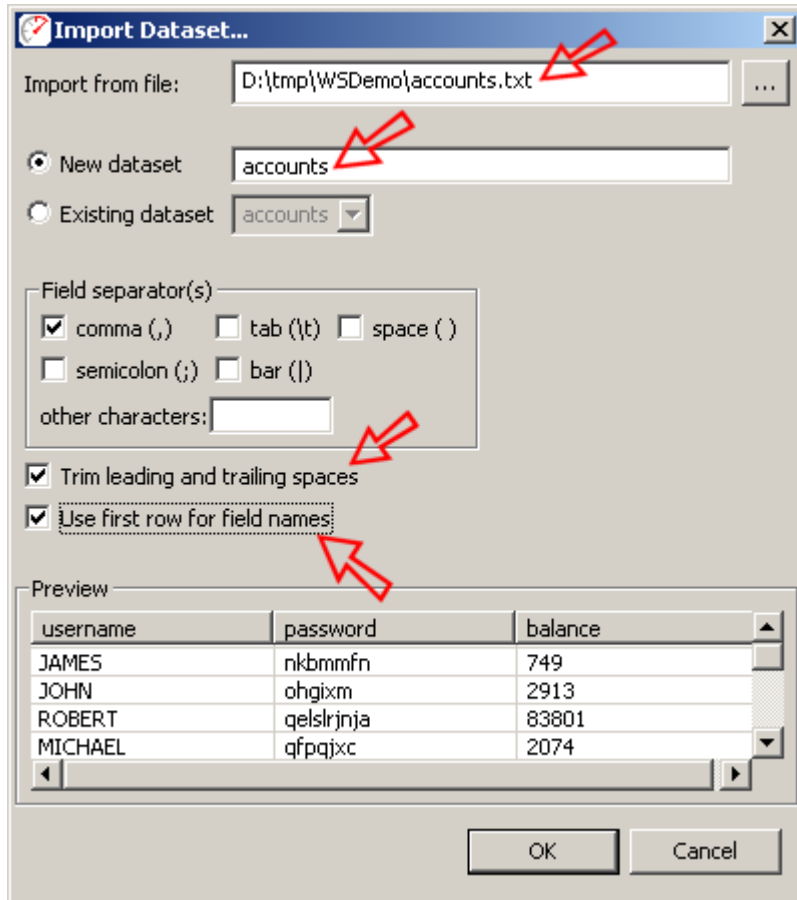 Import Dataset...
Import from file: D:\tmp\WSDemo\accounts.txt ...
New dataset accounts
Existing dataset accounts
Field separator(s)
comma (,) tab (\t) space ( )
semicolon (;) bar (|)
other characters:
Trim leading and trailing spaces
Use first row for field names
Preview
username password balance
JAMES nkbmmfn 749
JOHN ohgixm 2913
ROBERT qelslrjnja 83801
MICHAEL qfpqjxc 2074
OK Cancel